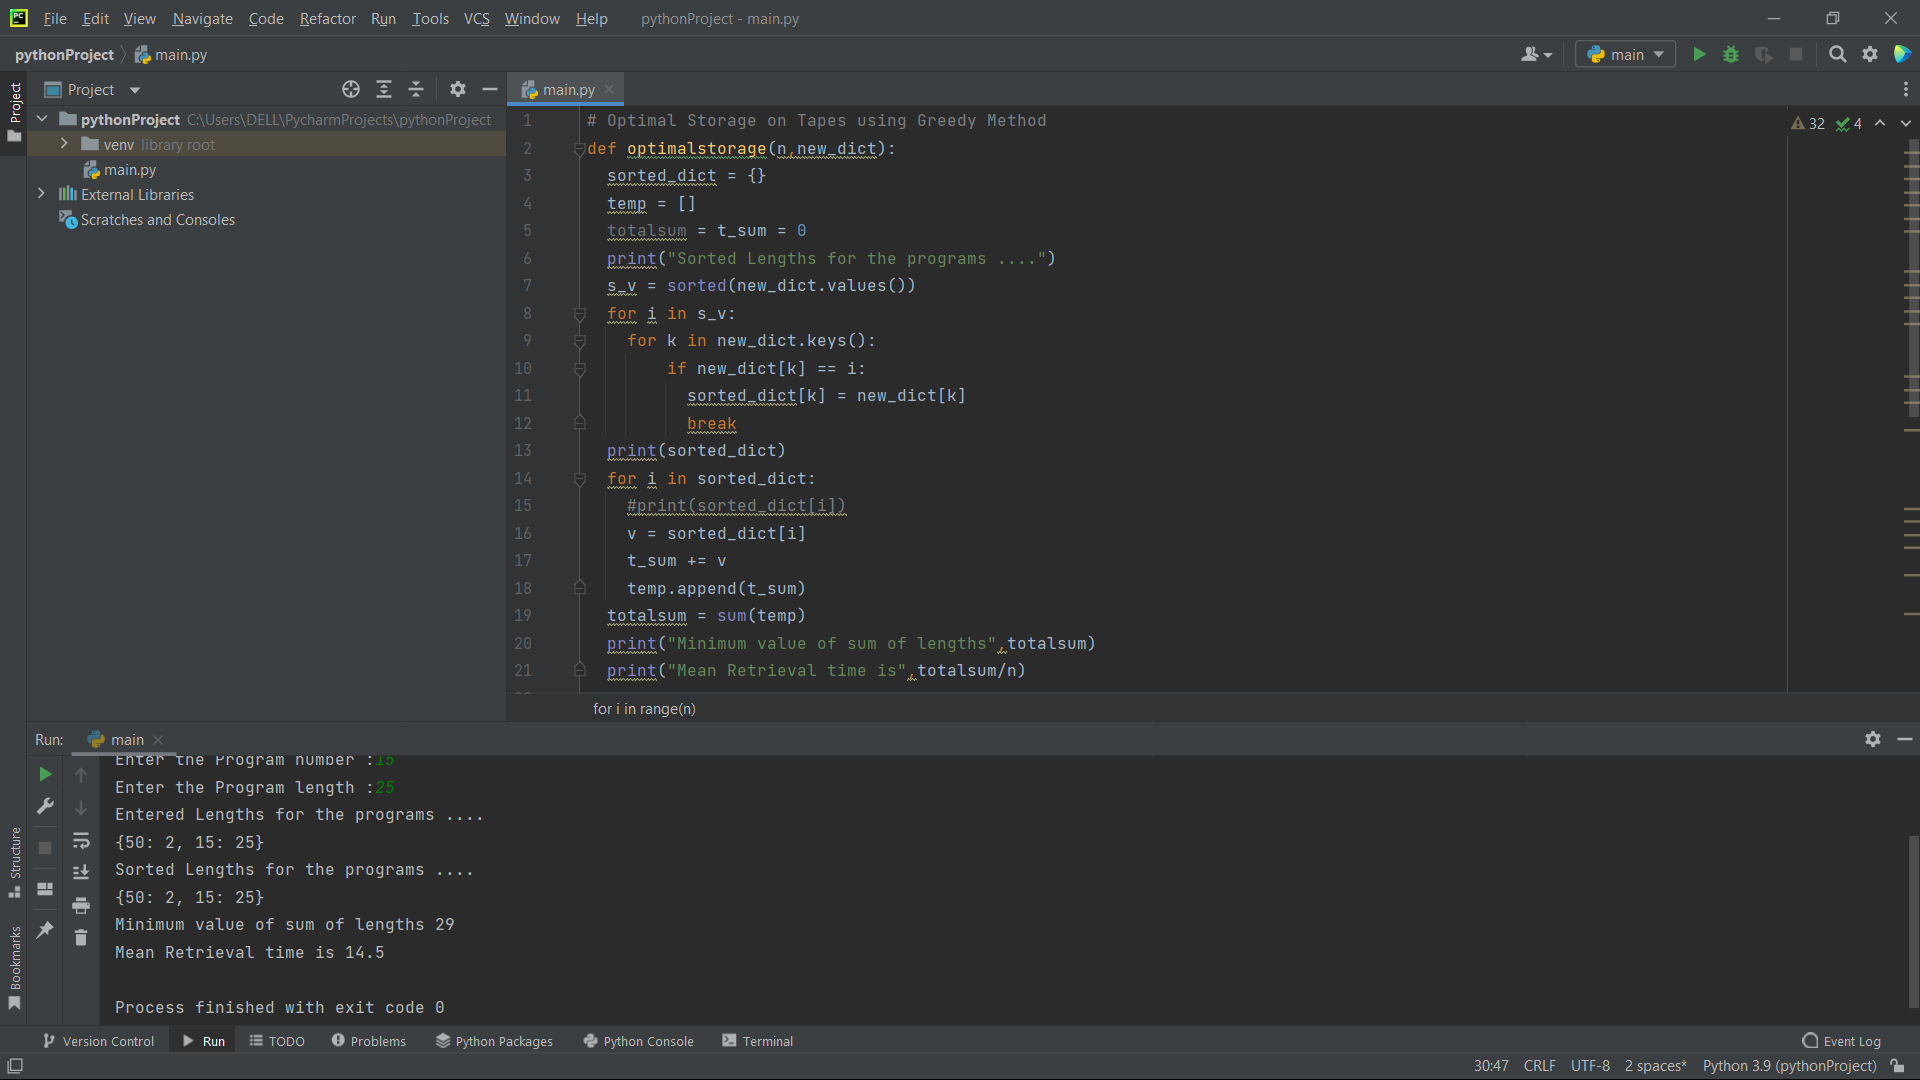 File Edit View Navigate Code Refactor Run Tools VCS Window Help pythonProject - main.py
pythonProject main.py
main
Project
Project
main.py
pythonProject C:\Users\DELL\PycharmProjects\pythonProject
venv library root
main.py
External Libraries
Scratches and Consoles
32 4
1 # Optimal Storage on Tapes using Greedy Method
2 def optimalstorage(n,new_dict):
3 sorted_dict = {}
4 temp = []
5 totalsum = t_sum = 0
6 print("Sorted Lengths for the programs ....")
7 s_v = sorted(new_dict.values())
8 for i in s_v:
9 for k in new_dict.keys():
10 if new_dict[k] == i:
11 sorted_dict[k] = new_dict[k]
12 break
13 print(sorted_dict)
14 for i in sorted_dict:
15 #print(sorted_dict[i])
16 v = sorted_dict[i]
17 t_sum += v
18 temp.append(t_sum)
19 totalsum = sum(temp)
20 print("Minimum value of sum of lengths",totalsum)
21 print("Mean Retrieval time is",totalsum/n)
for i in range(n)
Run: main
Enter the Program number :15
Enter the Program length :25
Entered Lengths for the programs ....
{50: 2, 15: 25}
Sorted Lengths for the programs ....
{50: 2, 15: 25}
Minimum value of sum of lengths 29
Mean Retrieval time is 14.5
Process finished with exit code 0
Structure
Bookmarks
Version Control Run TODO Problems Python Packages Python Console Terminal Event Log
30:47 CRLF UTF-8 2 spaces* Python 3.9 (pythonProject)